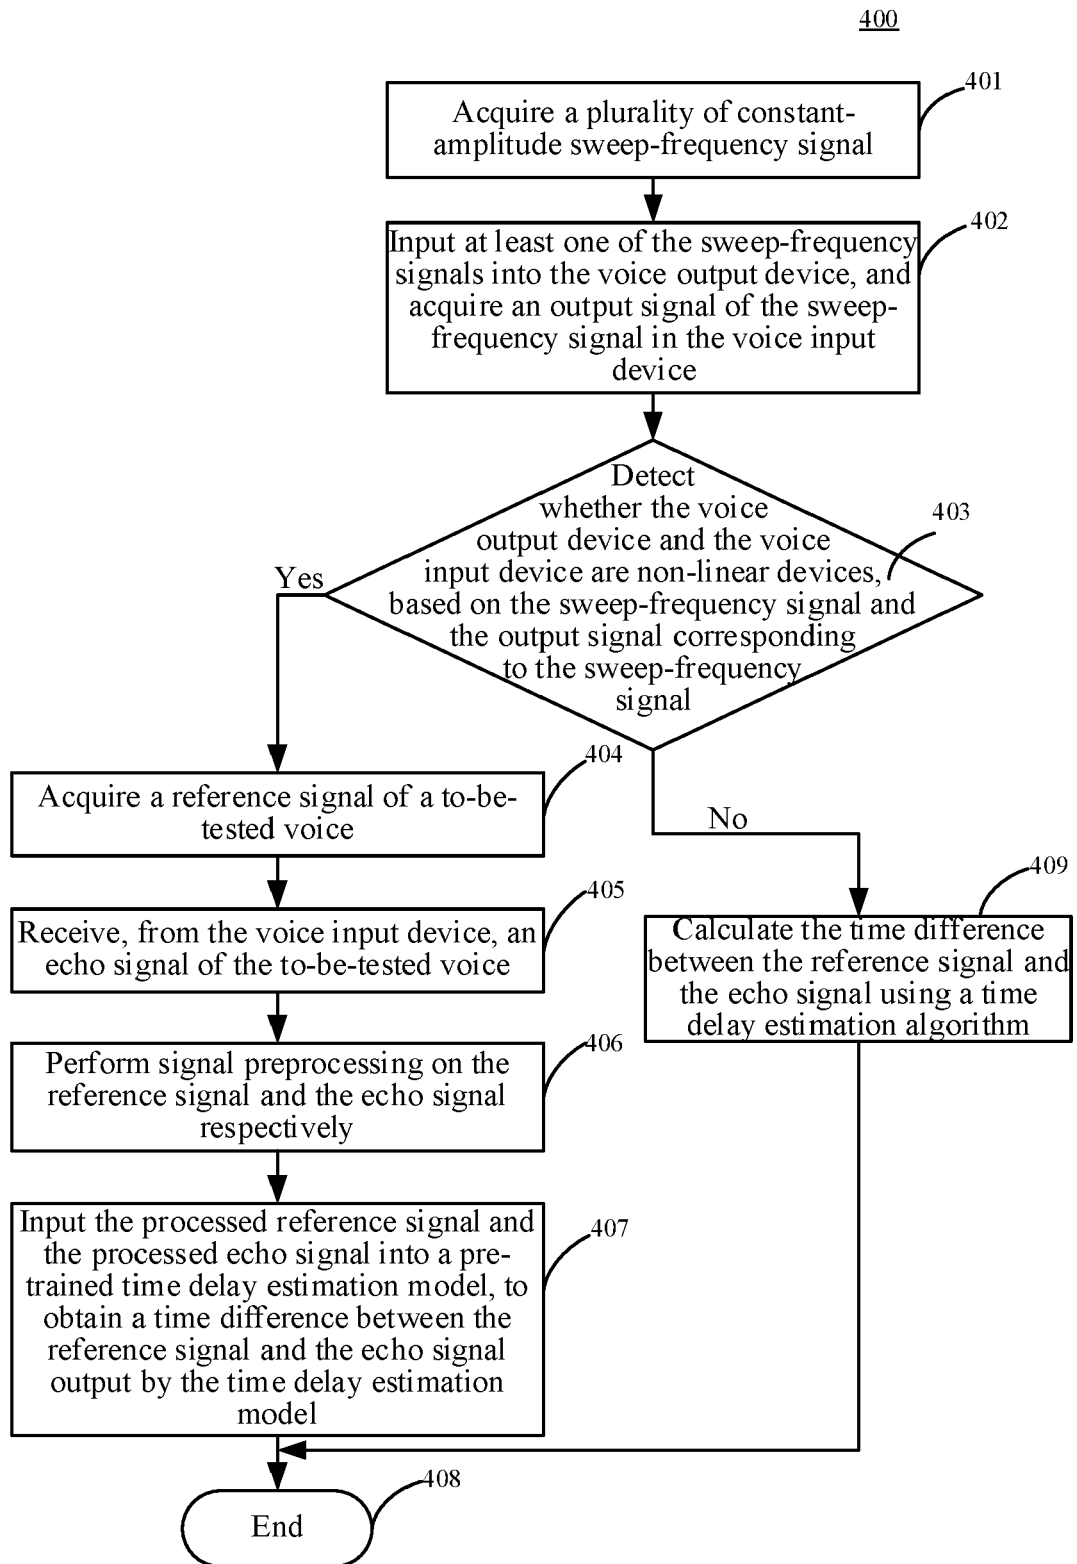 400
401
Acquire a plurality of constant-
amplitude sweep-frequency signal
402
Input at least one of the sweep-frequency
signals into the voice output device, and
acquire an output signal of the sweep-
frequency signal in the voice input
device
403
Detect
whether the voice
output device and the voice
input device are non-linear devices,
based on the sweep-frequency signal and
the output signal corresponding
to the sweep-frequency
signal
Yes
No
404
Acquire a reference signal of a to-be-
tested voice
405
Receive, from the voice input device, an
echo signal of the to-be-tested voice
409
Calculate the time difference
between the reference signal and
the echo signal using a time
delay estimation algorithm
406
Perform signal preprocessing on the
reference signal and the echo signal
respectively
407
Input the processed reference signal and
the processed echo signal into a pre-
trained time delay estimation model, to
obtain a time difference between the
reference signal and the echo signal
output by the time delay estimation
model
408
End